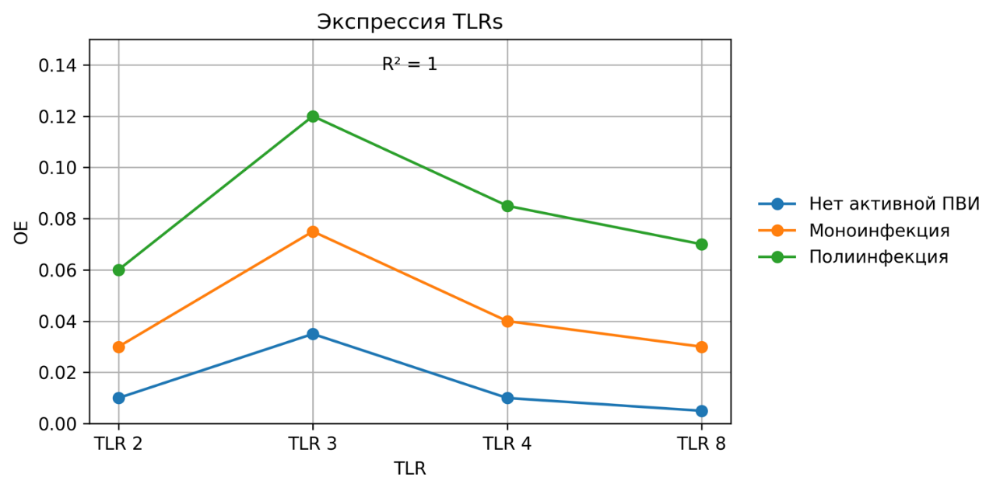 Экспрессия TLRs
R² = 1
0.14
0.12
0.10
0.08
0.06
0.04
0.02
0.00
OE
TLR 2 TLR 3 TLR 4 TLR 8
TLR
Нет активной ПВИ
Моноинфекция
Полиинфекция